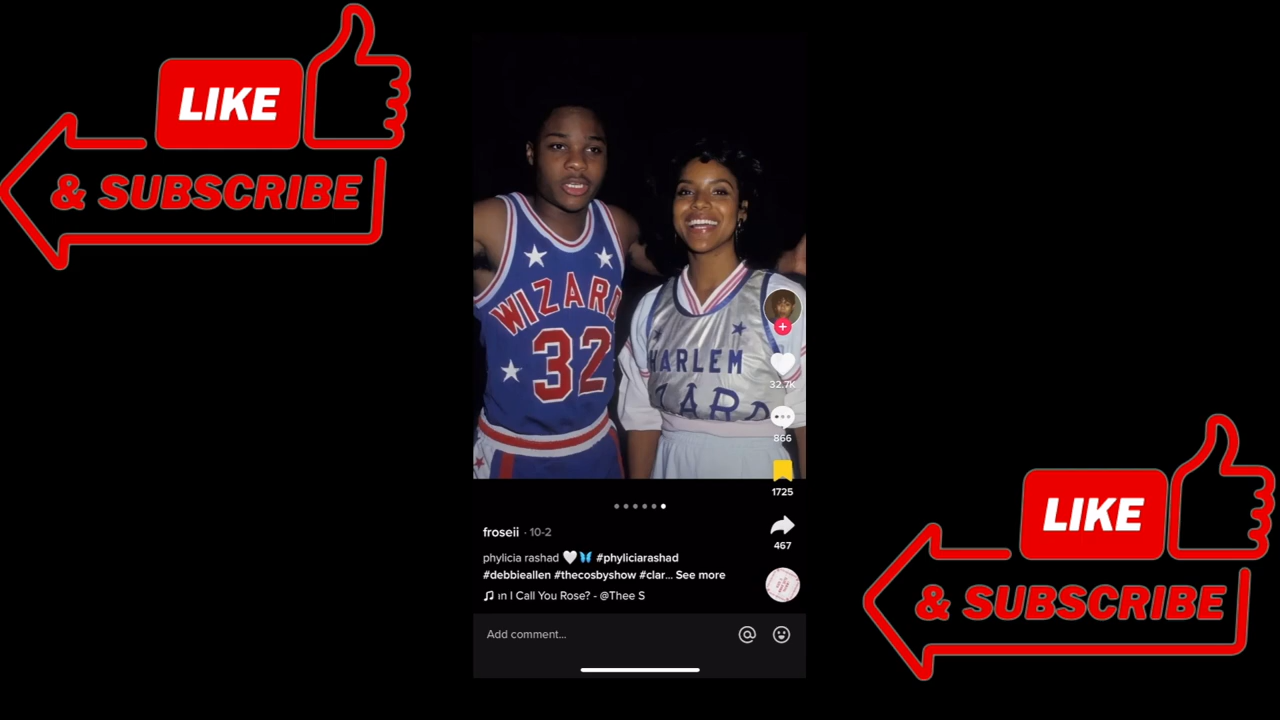 LIKE
& SUBSCRIBE
WIZARD
32
HARLEM
32.7K
866
1725
467
froseii · 10-2
phylicia rashad 🤍🦋 #phyliciarashad
#debbieallen #thecosbyshow #clar... See more
ın I Call You Rose? - @Thee S
Add comment...
LIKE
& SUBSCRIBE